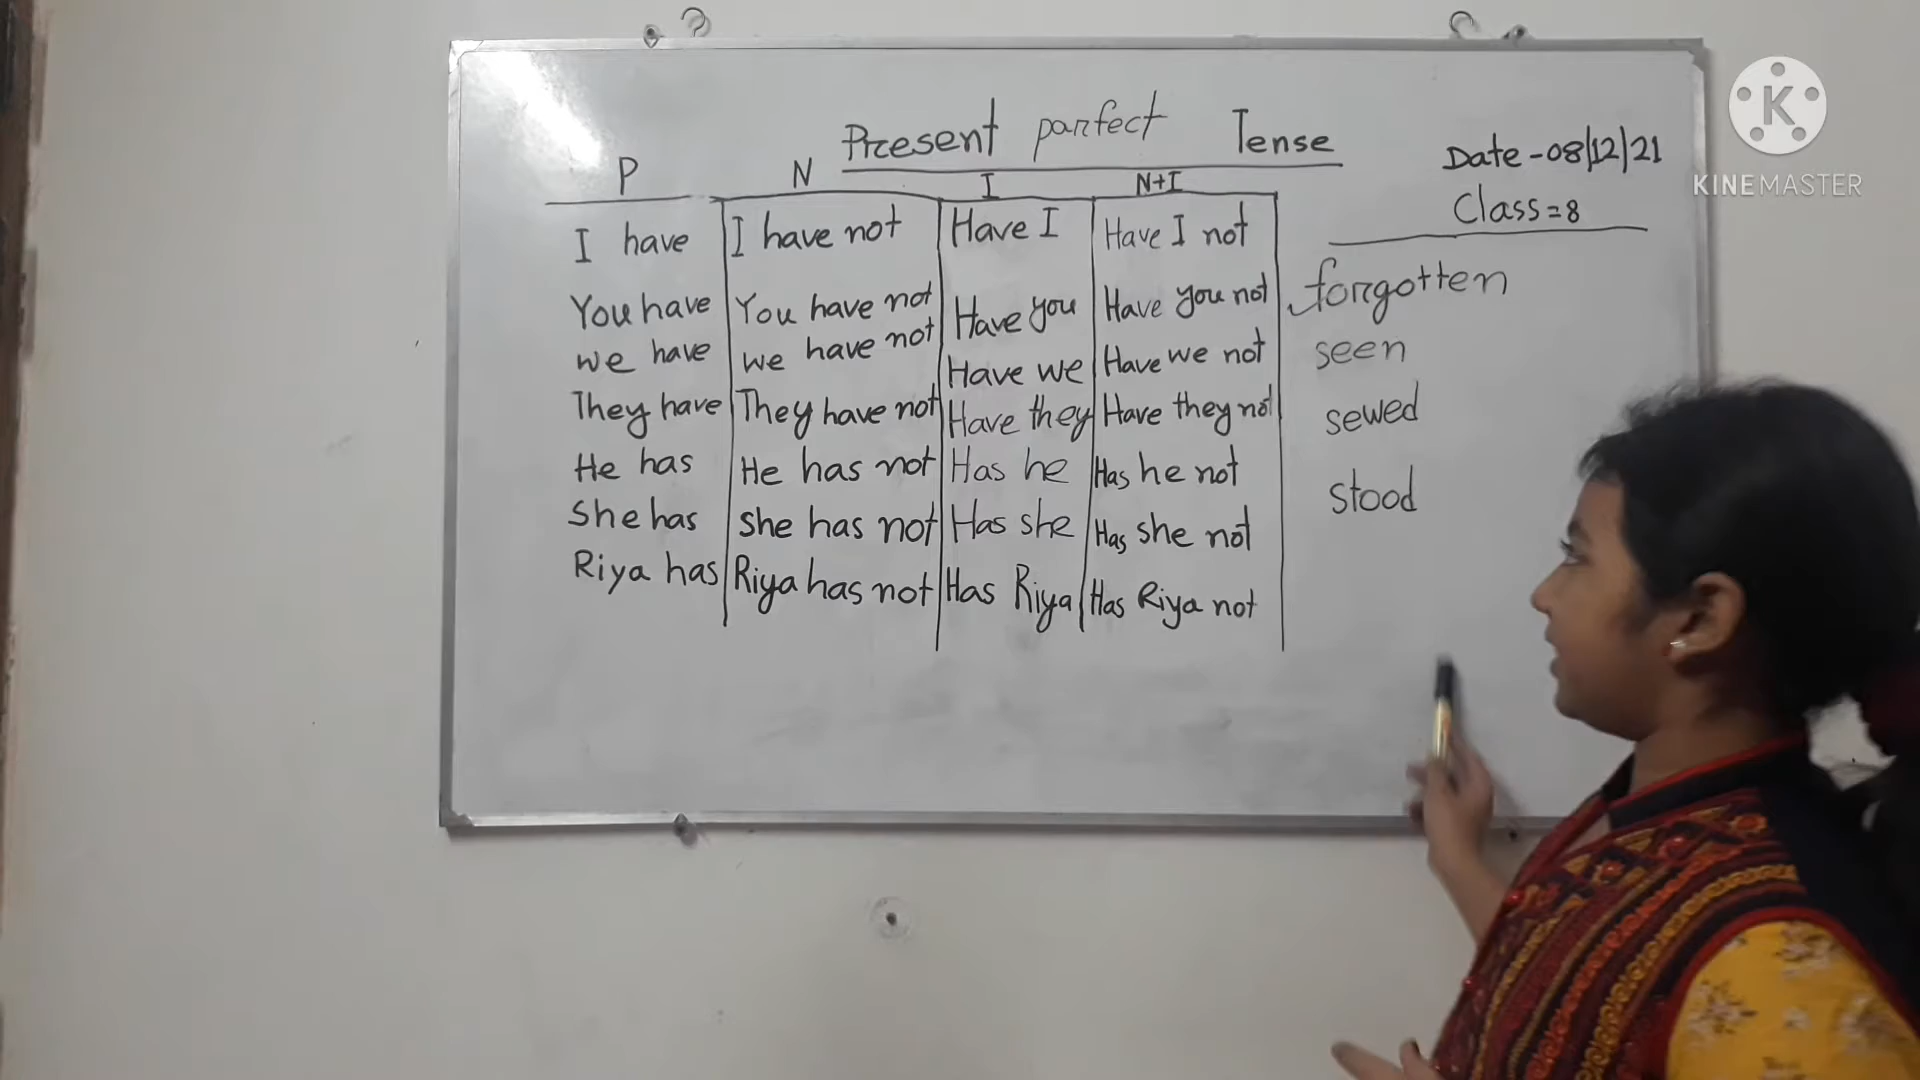 Present parfect Tense
Date - 08/12/21
Class = 8
P N I N+I
I have I have not Have I Have I not
You have You have not Have you Have you not
We have we have not Have we Have we not
They have They have not Have they Have they not
He has He has not Has he Has he not
She has She has not Has she Has she not
Riya has Riya has not Has Riya Has Riya not
forgotten
seen
sewed
stood
K
KINEMASTER